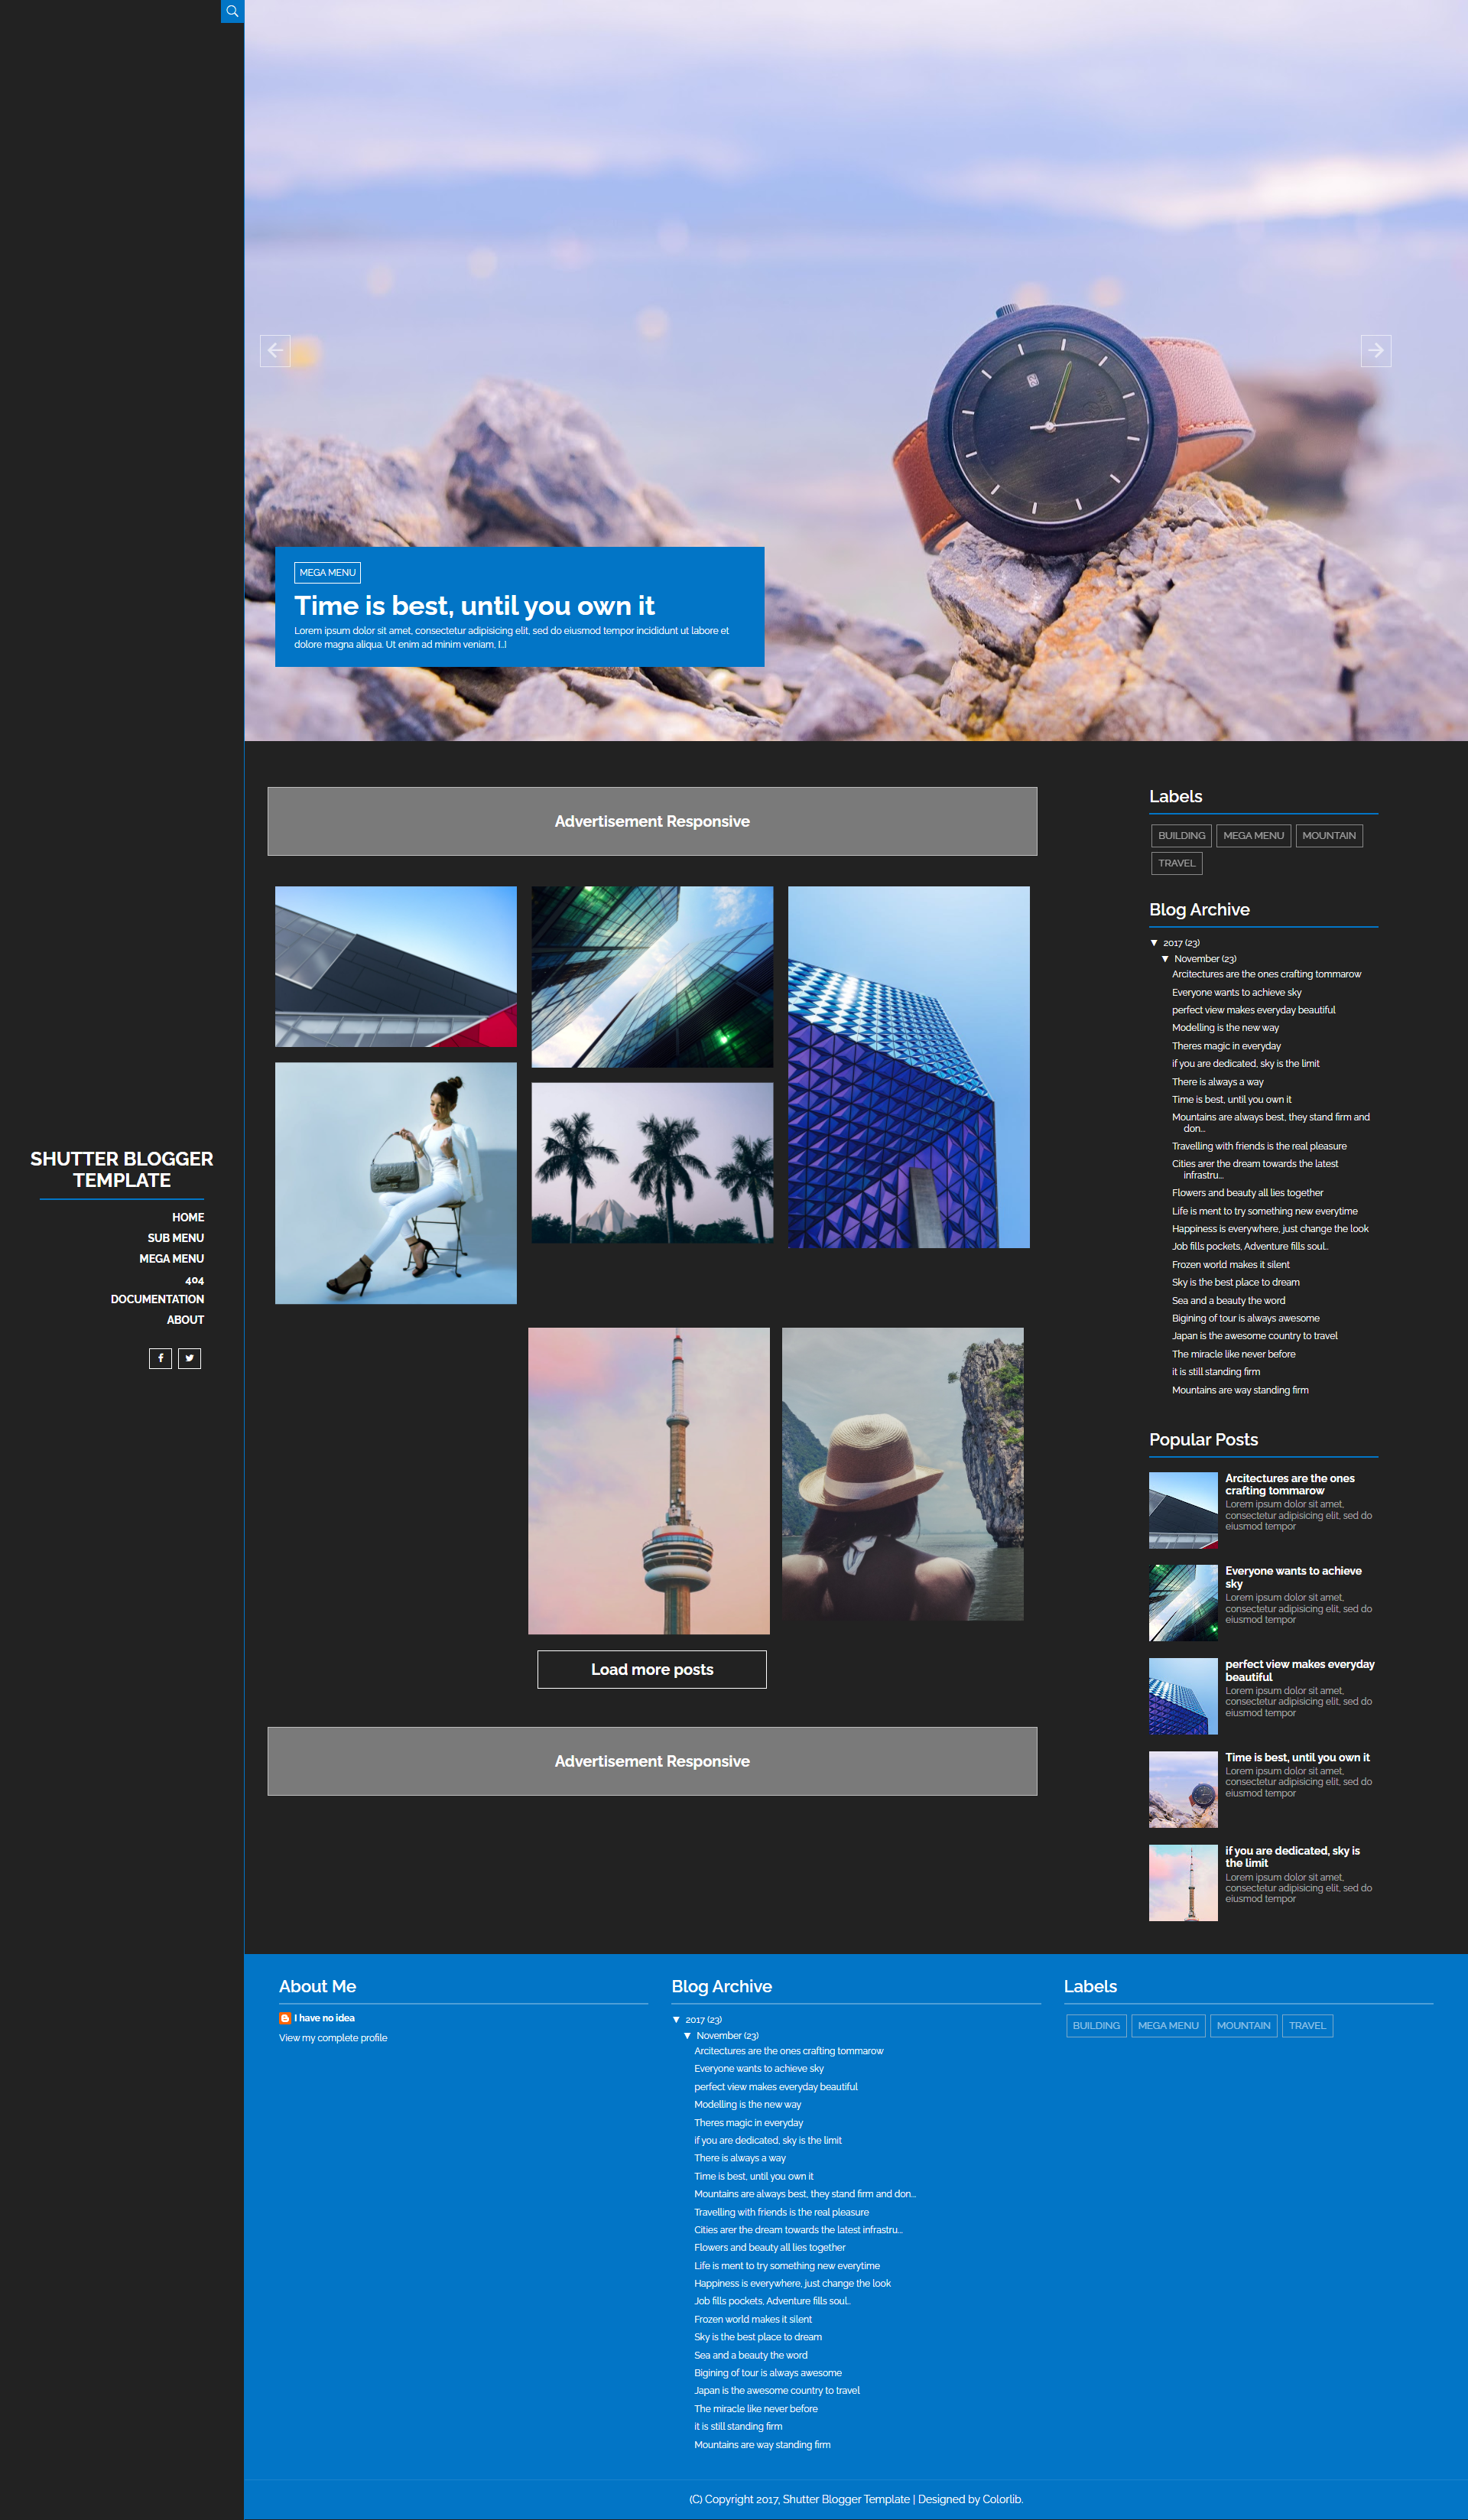 SHUTTER BLOGGER
TEMPLATE
HOME
SUB MENU
MEGA MENU
404
DOCUMENTATION
ABOUT
MEGA MENU
Time is best, until you own it
Lorem ipsum dolor sit amet, consectetur adipisicing elit, sed do eiusmod tempor incididunt ut labore et
dolore magna aliqua. Ut enim ad minim veniam, [...]
Advertisement Responsive
Load more posts
Advertisement Responsive
Labels
BUILDING MEGA MENU MOUNTAIN
TRAVEL
Blog Archive
▼ 2017 (23)
▼ November (23)
Arcitectures are the ones crafting tommarow
Everyone wants to achieve sky
perfect view makes everyday beautiful
Modelling is the new way
Theres magic in everyday
if you are dedicated, sky is the limit
There is always a way
Time is best, until you own it
Mountains are always best, they stand firm and
don...
Travelling with friends is the real pleasure
Cities arer the dream towards the latest
infrastru...
Flowers and beauty all lies together
Life is ment to try something new everytime
Happiness is everywhere, just change the look
Job fills pockets, Adventure fills soul..
Frozen world makes it silent
Sky is the best place to dream
Sea and a beauty the word
Bigining of tour is always awesome
Japan is the awesome country to travel
The miracle like never before
it is still standing firm
Mountains are way standing firm
Popular Posts
Arcitectures are the ones
crafting tommarow
Lorem ipsum dolor sit amet,
consectetur adipisicing elit, sed do
eiusmod tempor
Everyone wants to achieve
sky
Lorem ipsum dolor sit amet,
consectetur adipisicing elit, sed do
eiusmod tempor
perfect view makes everyday
beautiful
Lorem ipsum dolor sit amet,
consectetur adipisicing elit, sed do
eiusmod tempor
Time is best, until you own it
Lorem ipsum dolor sit amet,
consectetur adipisicing elit, sed do
eiusmod tempor
if you are dedicated, sky is
the limit
Lorem ipsum dolor sit amet,
consectetur adipisicing elit, sed do
eiusmod tempor
About Me
I have no idea
View my complete profile
Blog Archive
▼ 2017 (23)
▼ November (23)
Arcitectures are the ones crafting tommarow
Everyone wants to achieve sky
perfect view makes everyday beautiful
Modelling is the new way
Theres magic in everyday
if you are dedicated, sky is the limit
There is always a way
Time is best, until you own it
Mountains are always best, they stand firm and don...
Travelling with friends is the real pleasure
Cities arer the dream towards the latest infrastru...
Flowers and beauty all lies together
Life is ment to try something new everytime
Happiness is everywhere, just change the look
Job fills pockets, Adventure fills soul..
Frozen world makes it silent
Sky is the best place to dream
Sea and a beauty the word
Bigining of tour is always awesome
Japan is the awesome country to travel
The miracle like never before
it is still standing firm
Mountains are way standing firm
Labels
BUILDING MEGA MENU MOUNTAIN TRAVEL
(C) Copyright 2017, Shutter Blogger Template | Designed by Colorlib.